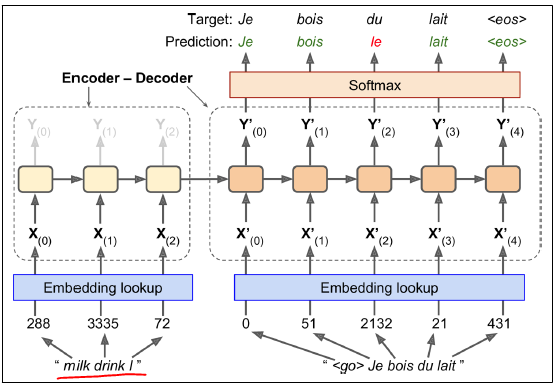 Target: Je bois du lait <eos>
Prediction: Je bois le lait <eos>
Softmax
Encoder – Decoder
Y(0) Y(1) Y(2) Y'(0) Y'(1) Y'(2) Y'(3) Y'(4)
X(0) X(1) X(2) X'(0) X'(1) X'(2) X'(3) X'(4)
Embedding lookup Embedding lookup
288 3335 72 0 51 2132 21 431
“ milk drink I ” “ <go> Je bois du lait ”